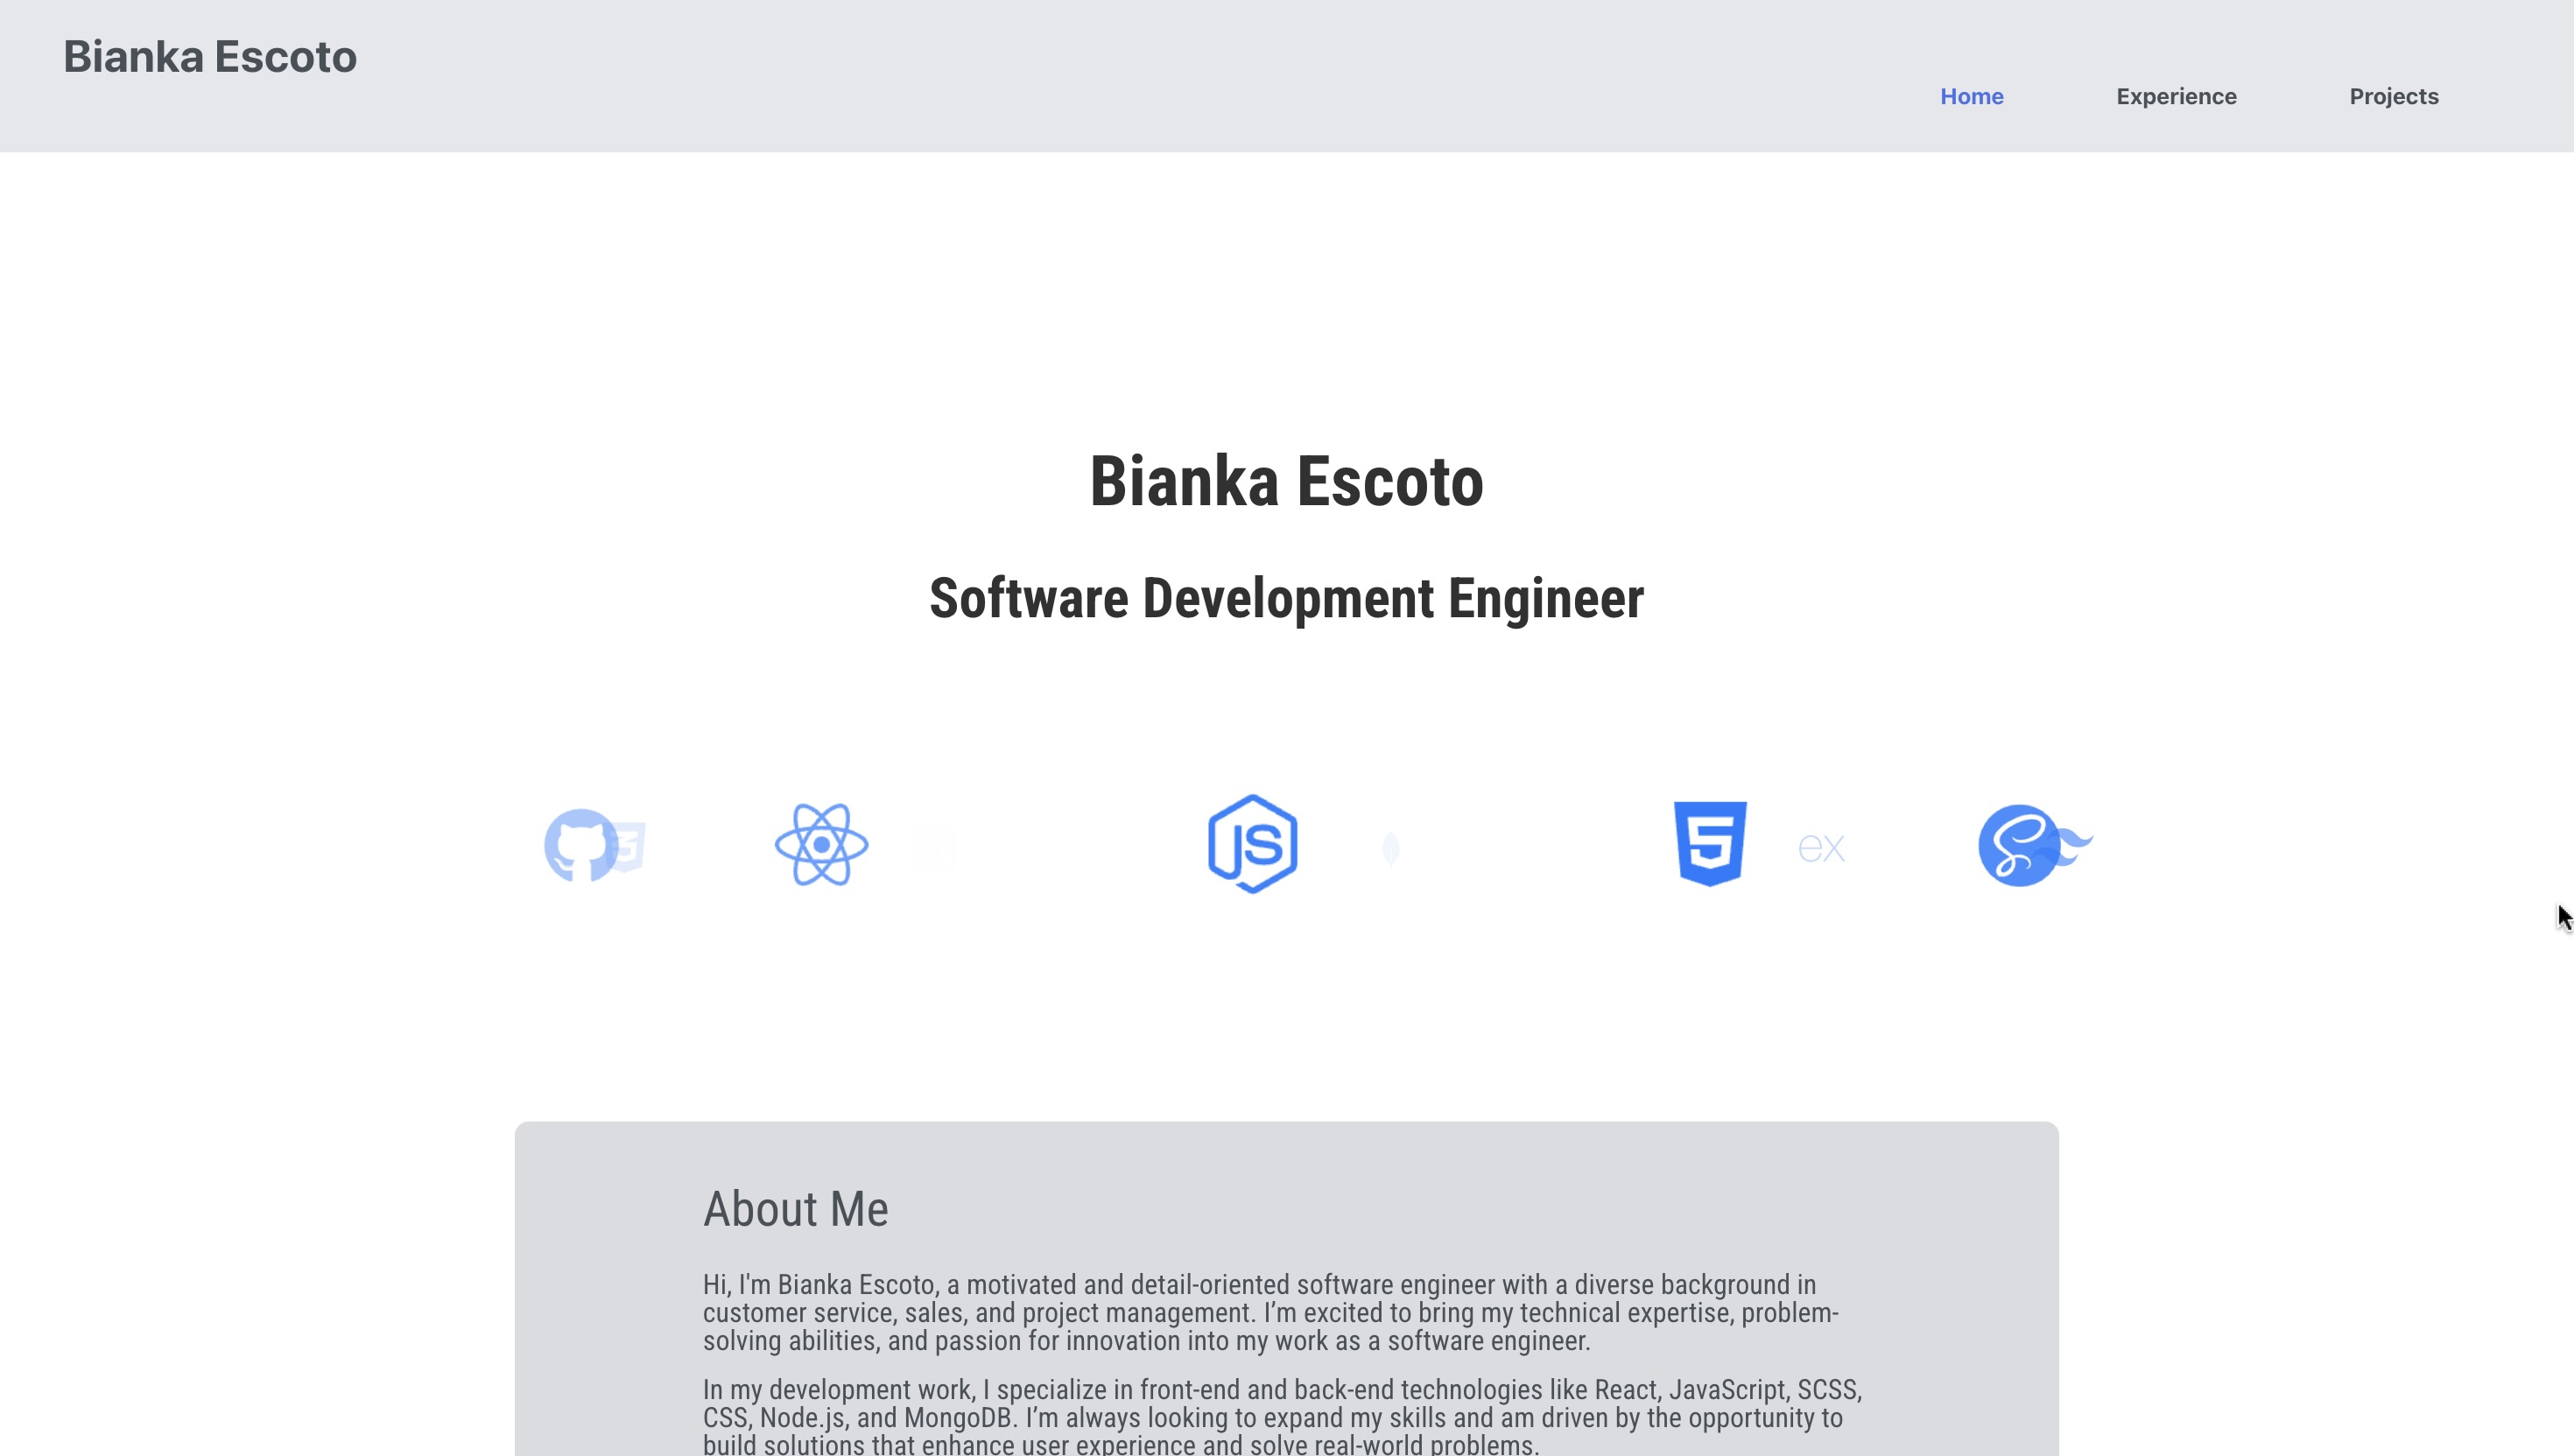 Bianka Escoto
Home Experience Projects
Bianka Escoto
Software Development Engineer
JS
5
3
ex
About Me
Hi, I'm Bianka Escoto, a motivated and detail-oriented software engineer with a diverse background in
customer service, sales, and project management. I’m excited to bring my technical expertise, problem-
solving abilities, and passion for innovation into my work as a software engineer.
In my development work, I specialize in front-end and back-end technologies like React, JavaScript, SCSS,
CSS, Node.js, and MongoDB. I’m always looking to expand my skills and am driven by the opportunity to
build solutions that enhance user experience and solve real-world problems.